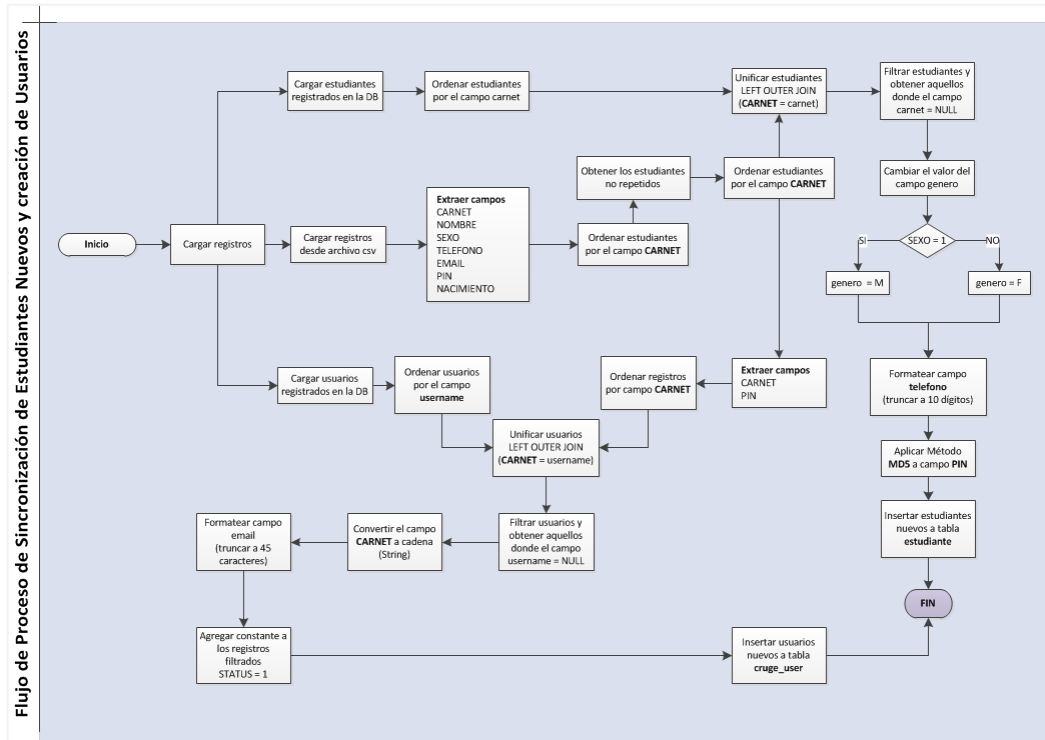 Flujo de Proceso de Sincronización de Estudiantes Nuevos y creación de Usuarios
Inicio
Cargar registros
Cargar estudiantes
registrados en la DB
Ordenar estudiantes
por el campo carnet
Unificar estudiantes
LEFT OUTER JOIN
(CARNET = carnet)
Filtrar estudiantes y
obtener aquellos
donde el campo
carnet = NULL
Cambiar el valor del
campo genero
SEXO = 1
SI
NO
genero = M
genero = F
Formatear campo
telefono
(truncar a 10 dígitos)
Aplicar Método
MD5 a campo PIN
Insertar estudiantes
nuevos a tabla
estudiante
FIN
Cargar registros
desde archivo csv
Extraer campos
CARNET
NOMBRE
SEXO
TELEFONO
EMAIL
PIN
NACIMIENTO
Ordenar estudiantes
por el campo CARNET
Obtener los estudiantes
no repetidos
Ordenar estudiantes
por el campo CARNET
Extraer campos
CARNET
PIN
Ordenar registros
por campo CARNET
Cargar usuarios
registrados en la DB
Ordenar usuarios
por el campo
username
Unificar usuarios
LEFT OUTER JOIN
(CARNET = username)
Filtrar usuarios y
obtener aquellos
donde el campo
username = NULL
Convertir el campo
CARNET a cadena
(String)
Formatear campo
email
(truncar a 45
caracteres)
Agregar constante a
los registros
filtrados
STATUS = 1
Insertar usuarios
nuevos a tabla
cruge_user